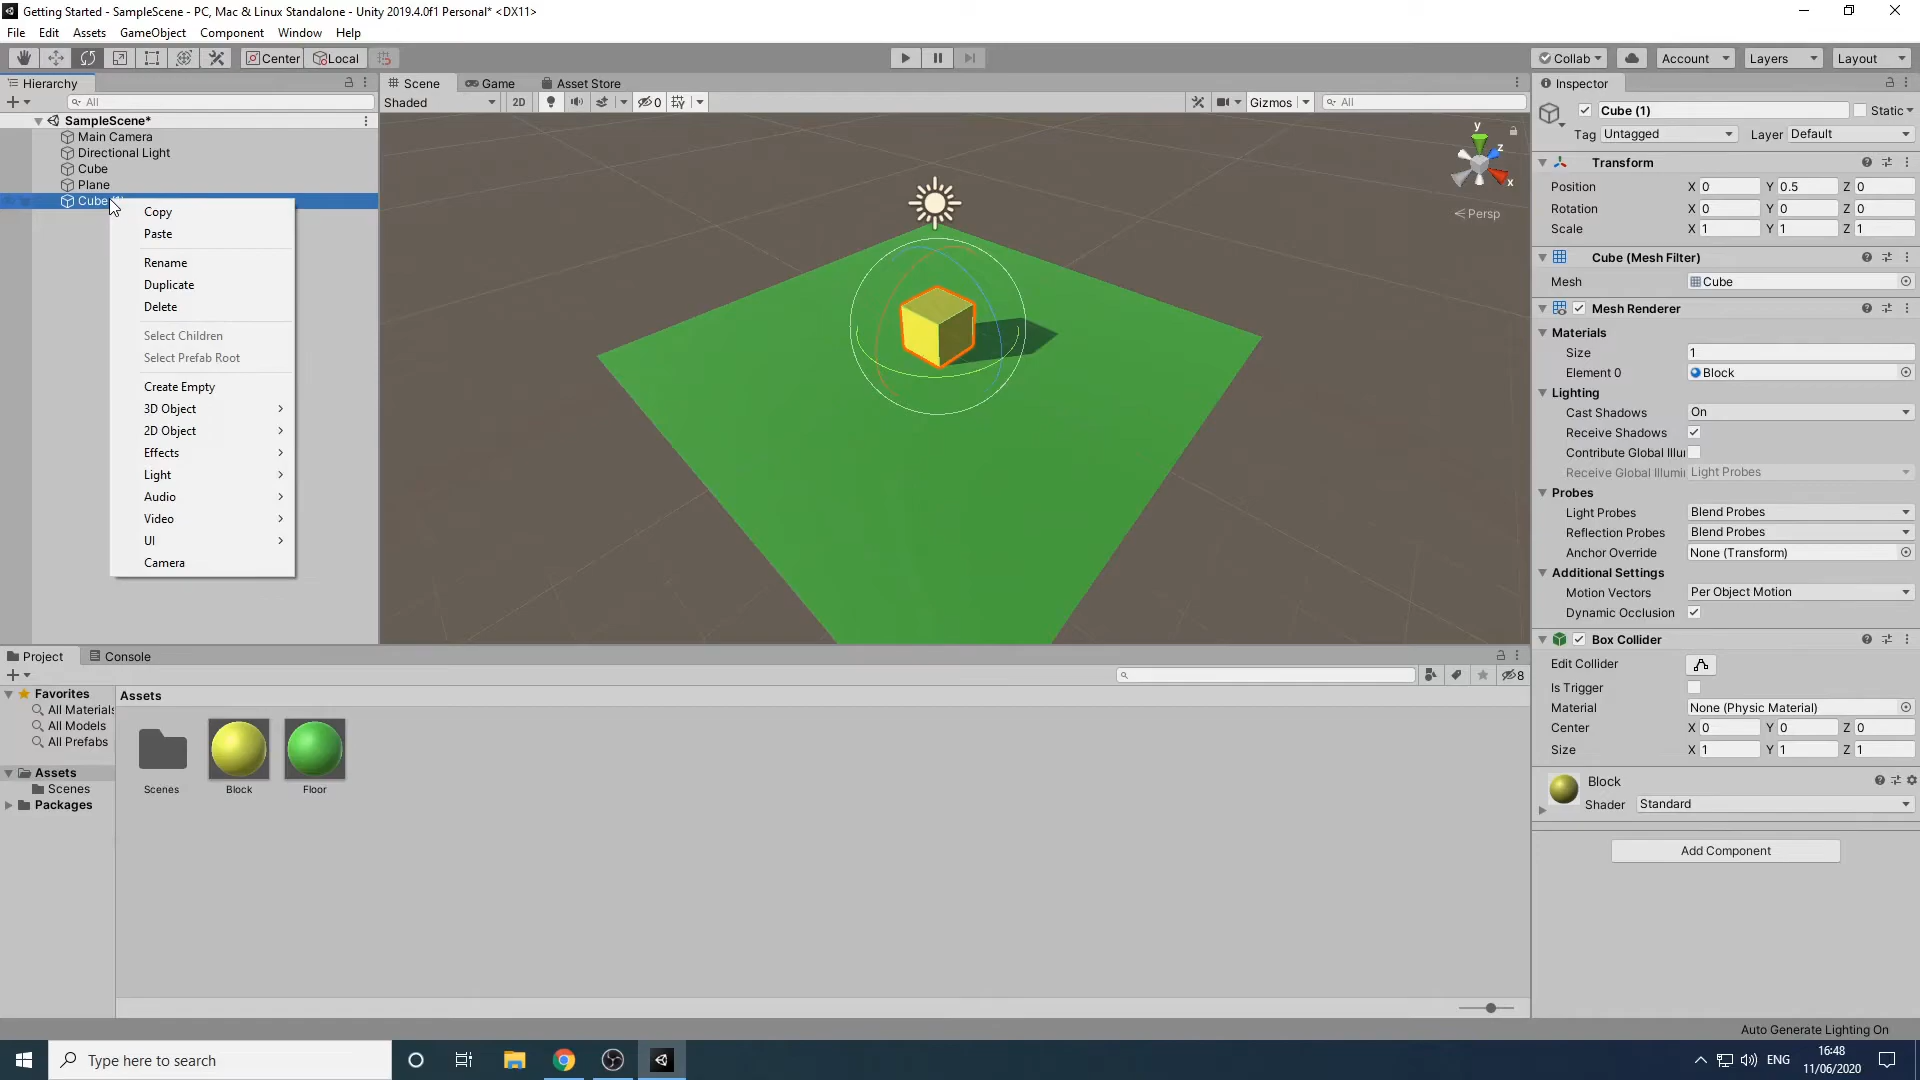 Getting Started - SampleScene - PC, Mac & Linux Standalone - Unity 2019.4.0f1 Personal* <DX11>
File Edit Assets GameObject Component Window Help
Center Local Collab Account Layers Layout
Hierarchy
All
SampleScene*
Main Camera
Directional Light
Cube
Plane
Cube
Copy
Paste
Rename
Duplicate
Delete
Select Children
Select Prefab Root
Create Empty
3D Object
2D Object
Effects
Light
Audio
Video
UI
Camera
Scene Game Asset Store
Shaded 2D 0 Gizmos All
y
z
x
Persp
Inspector
Cube (1) Static
Tag Untagged Layer Default
Transform
Position X 0 Y 0.5 Z 0
Rotation X 0 Y 0 Z 0
Scale X 1 Y 1 Z 1
Cube (Mesh Filter)
Mesh Cube
Mesh Renderer
Materials
Size 1
Element 0 Block
Lighting
Cast Shadows On
Receive Shadows
Contribute Global Illu
Receive Global Illumi Light Probes
Probes
Light Probes Blend Probes
Reflection Probes Blend Probes
Anchor Override None (Transform)
Additional Settings
Motion Vectors Per Object Motion
Dynamic Occlusion
Box Collider
Edit Collider
Is Trigger
Material None (Physic Material)
Center X 0 Y 0 Z 0
Size X 1 Y 1 Z 1
Block
Shader Standard
Add Component
Project Console
8
Favorites
All Materials
All Models
All Prefabs
Assets
Scenes
Packages
Assets
Scenes Block Floor
Auto Generate Lighting On
Type here to search
ENG
16:48
11/06/2020